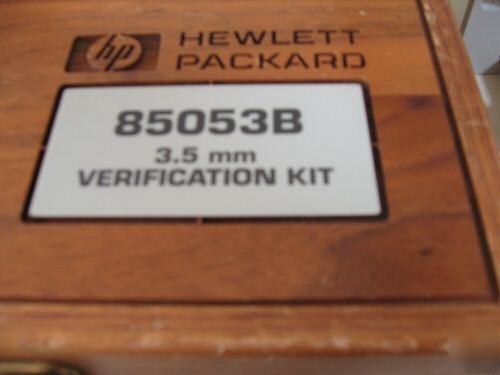 hp
HEWLETT
PACKARD
85053B
3.5 mm
VERIFICATION KIT